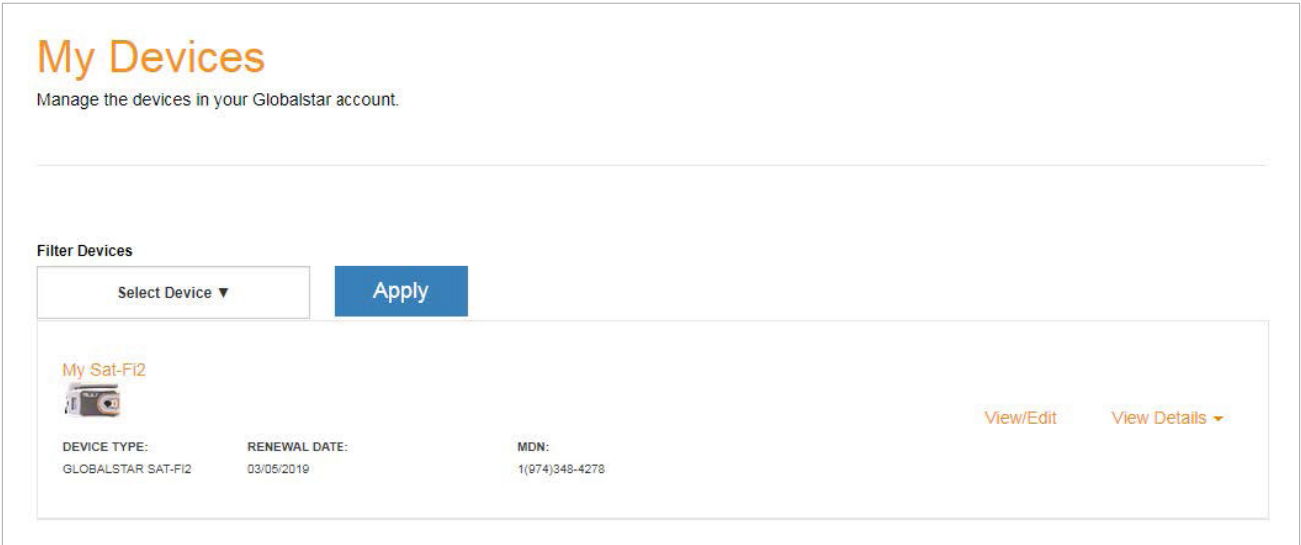 My Devices
Manage the devices in your Globalstar account.
Filter Devices
Select Device ▼
Apply
My Sat-Fi2
View/Edit
View Details
DEVICE TYPE:
RENEWAL DATE:
MDN:
GLOBALSTAR SAT-FI2
03/05/2019
1(974)348-4278